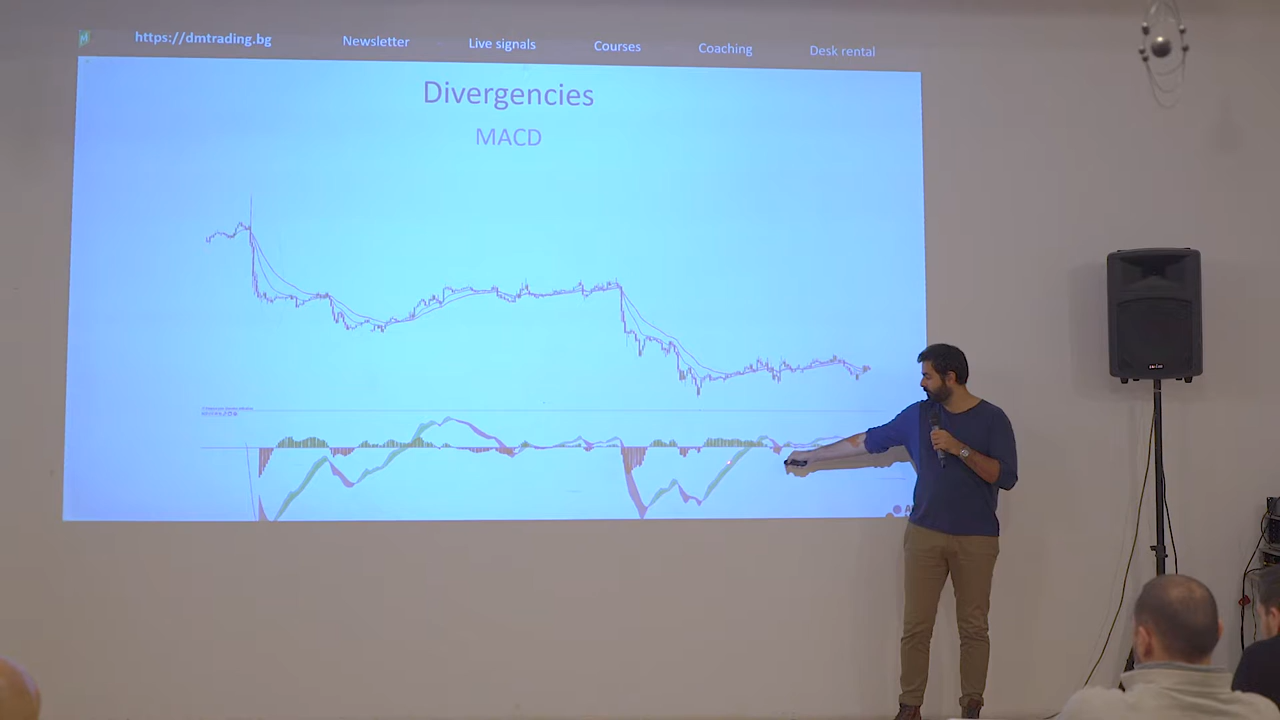 https://dmtrading.bg Newsletter Live signals Courses Coaching Desk rental
Divergencies
MACD